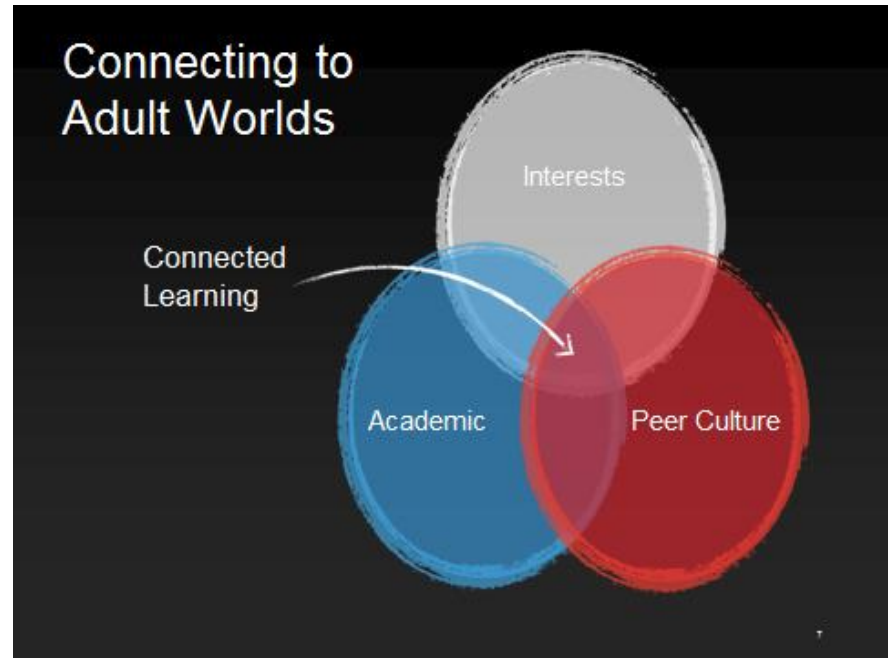 Connecting to
Adult Worlds
Interests
Connected
Learning
Academic
Peer Culture